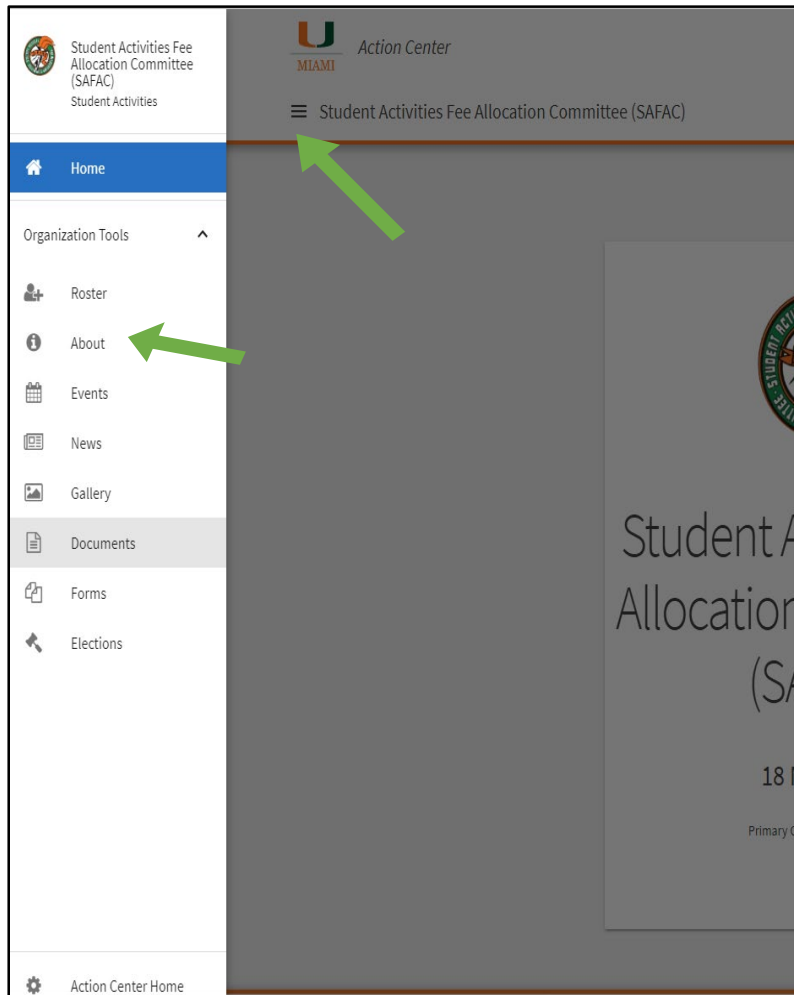 Student Activities Fee
Allocation Committee
(SAFAC)
Student Activities
Home
Organization Tools
Roster
About
Events
News
Gallery
Documents
Forms
Elections
Action Center Home
MIAMI
Action Center
Student Activities Fee Allocation Committee (SAFAC)
Student A
Allocation
(SA
18
Primary